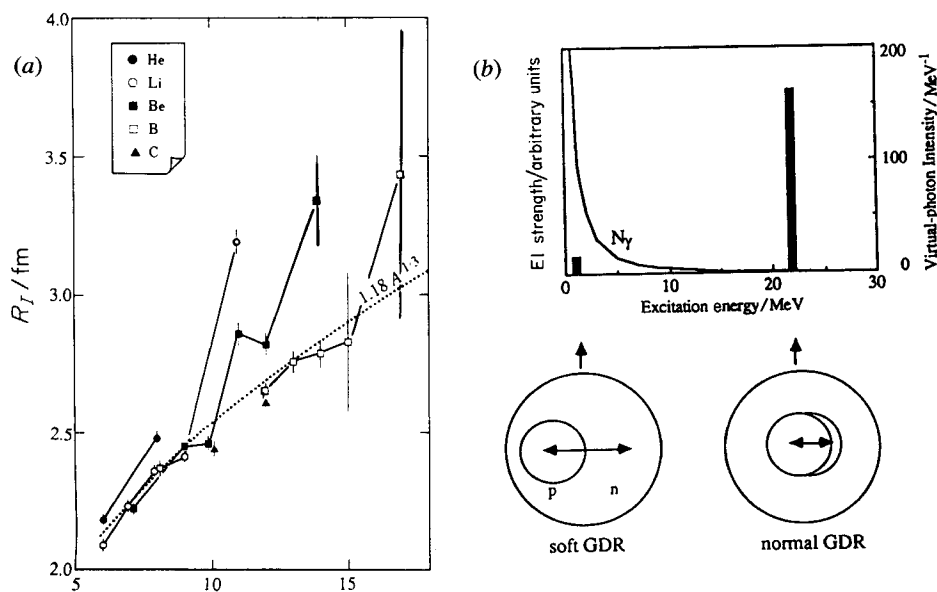 (a)
4.0
3.5
3.0
2.5
2.0
R_I / fm
He
Li
Be
B
C
1.18 A^1/3
5
10
15
(b)
E1 strength/arbitrary units
Nγ
0
10
20
30
Excitation energy/MeV
200
100
0
Virtual-photon Intensity/MeV⁻¹
p
n
soft GDR
normal GDR